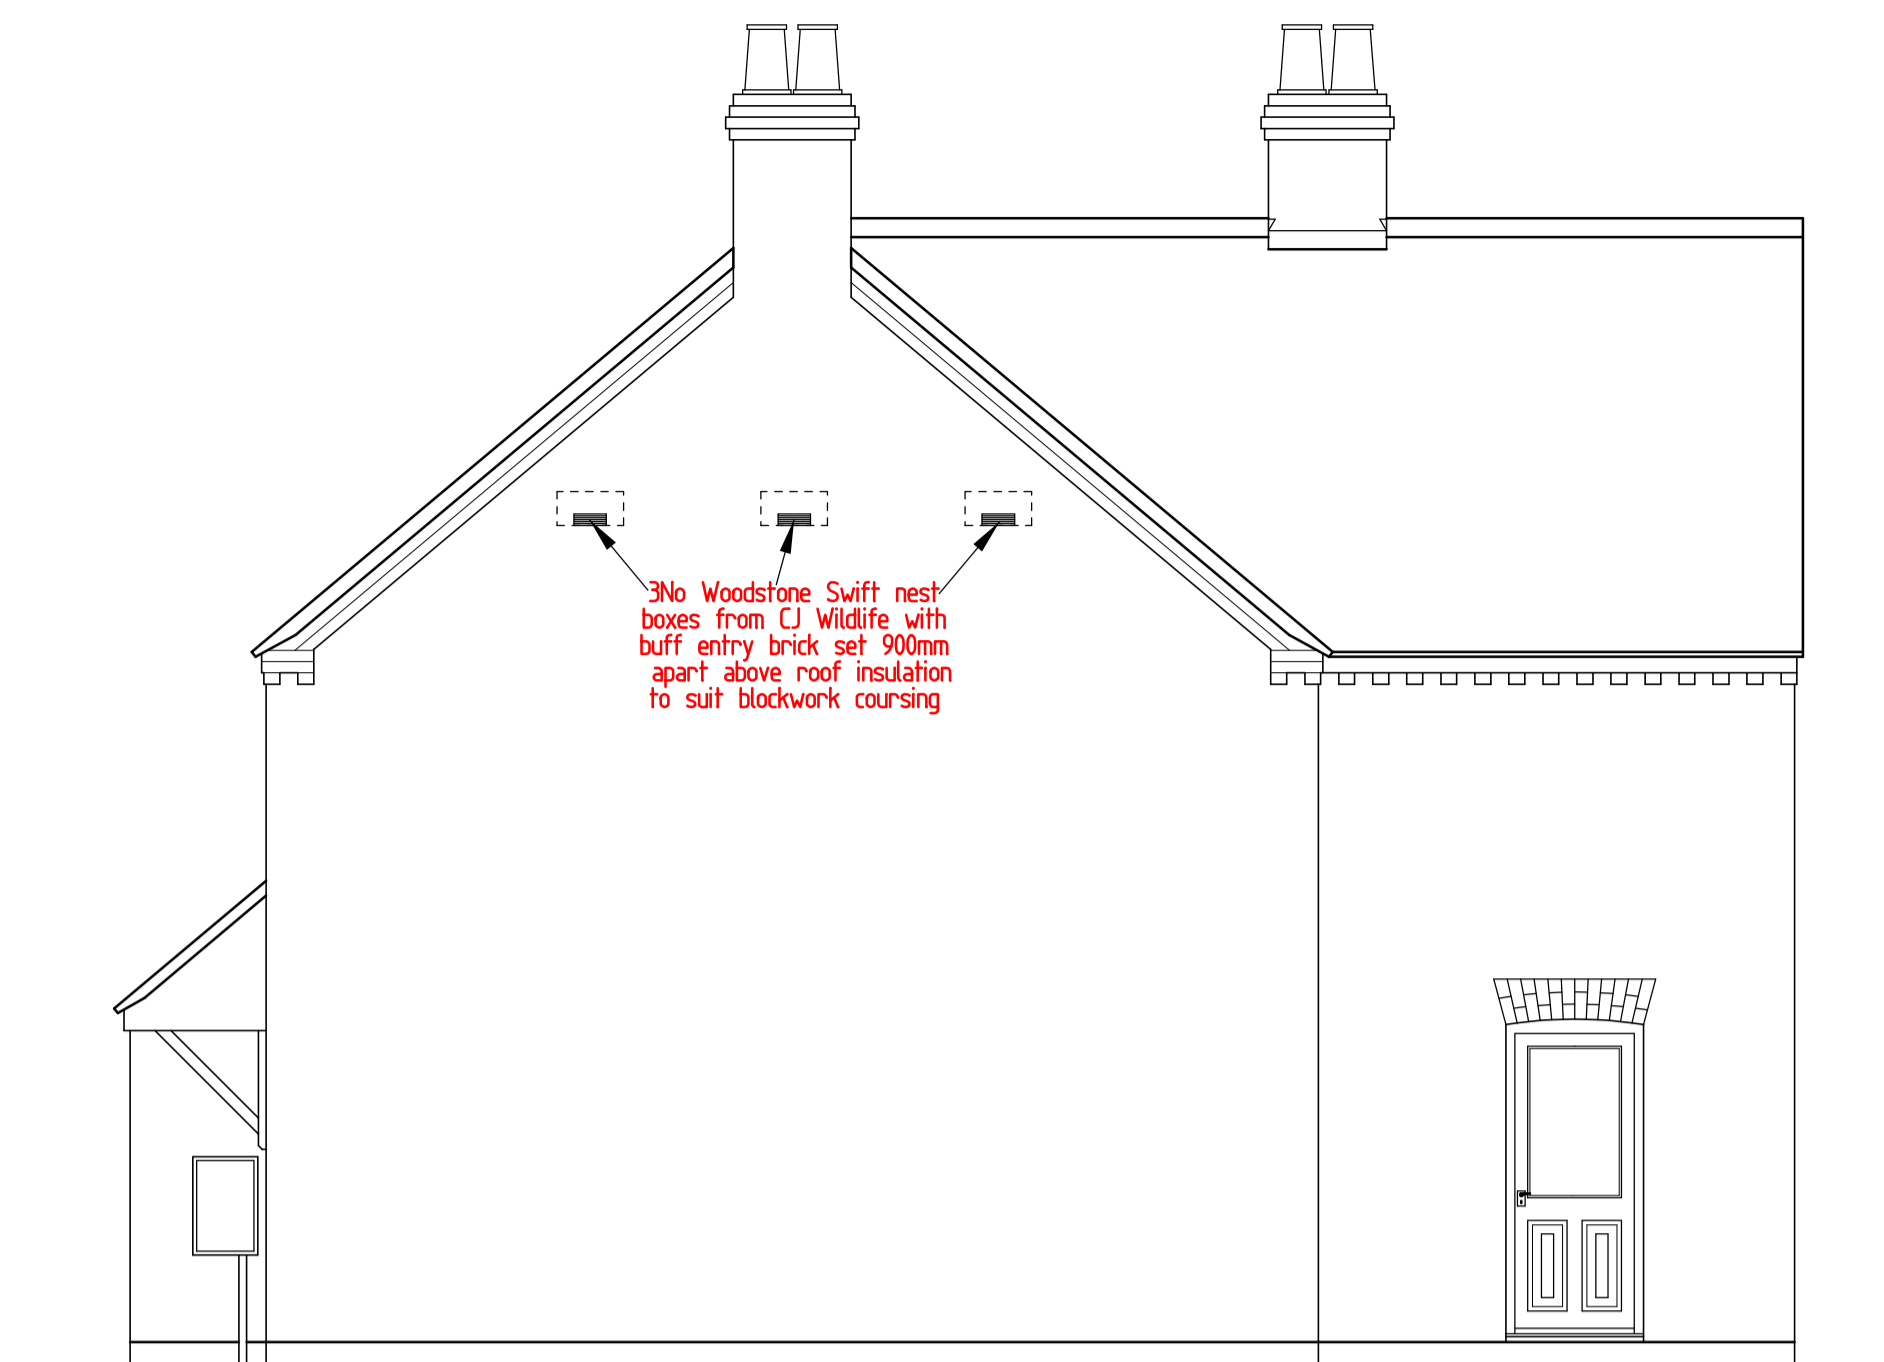 3No Woodstone Swift nest
boxes from CJ Wildlife with
buff entry brick set 900mm
apart above roof insulation
to suit blockwork coursing